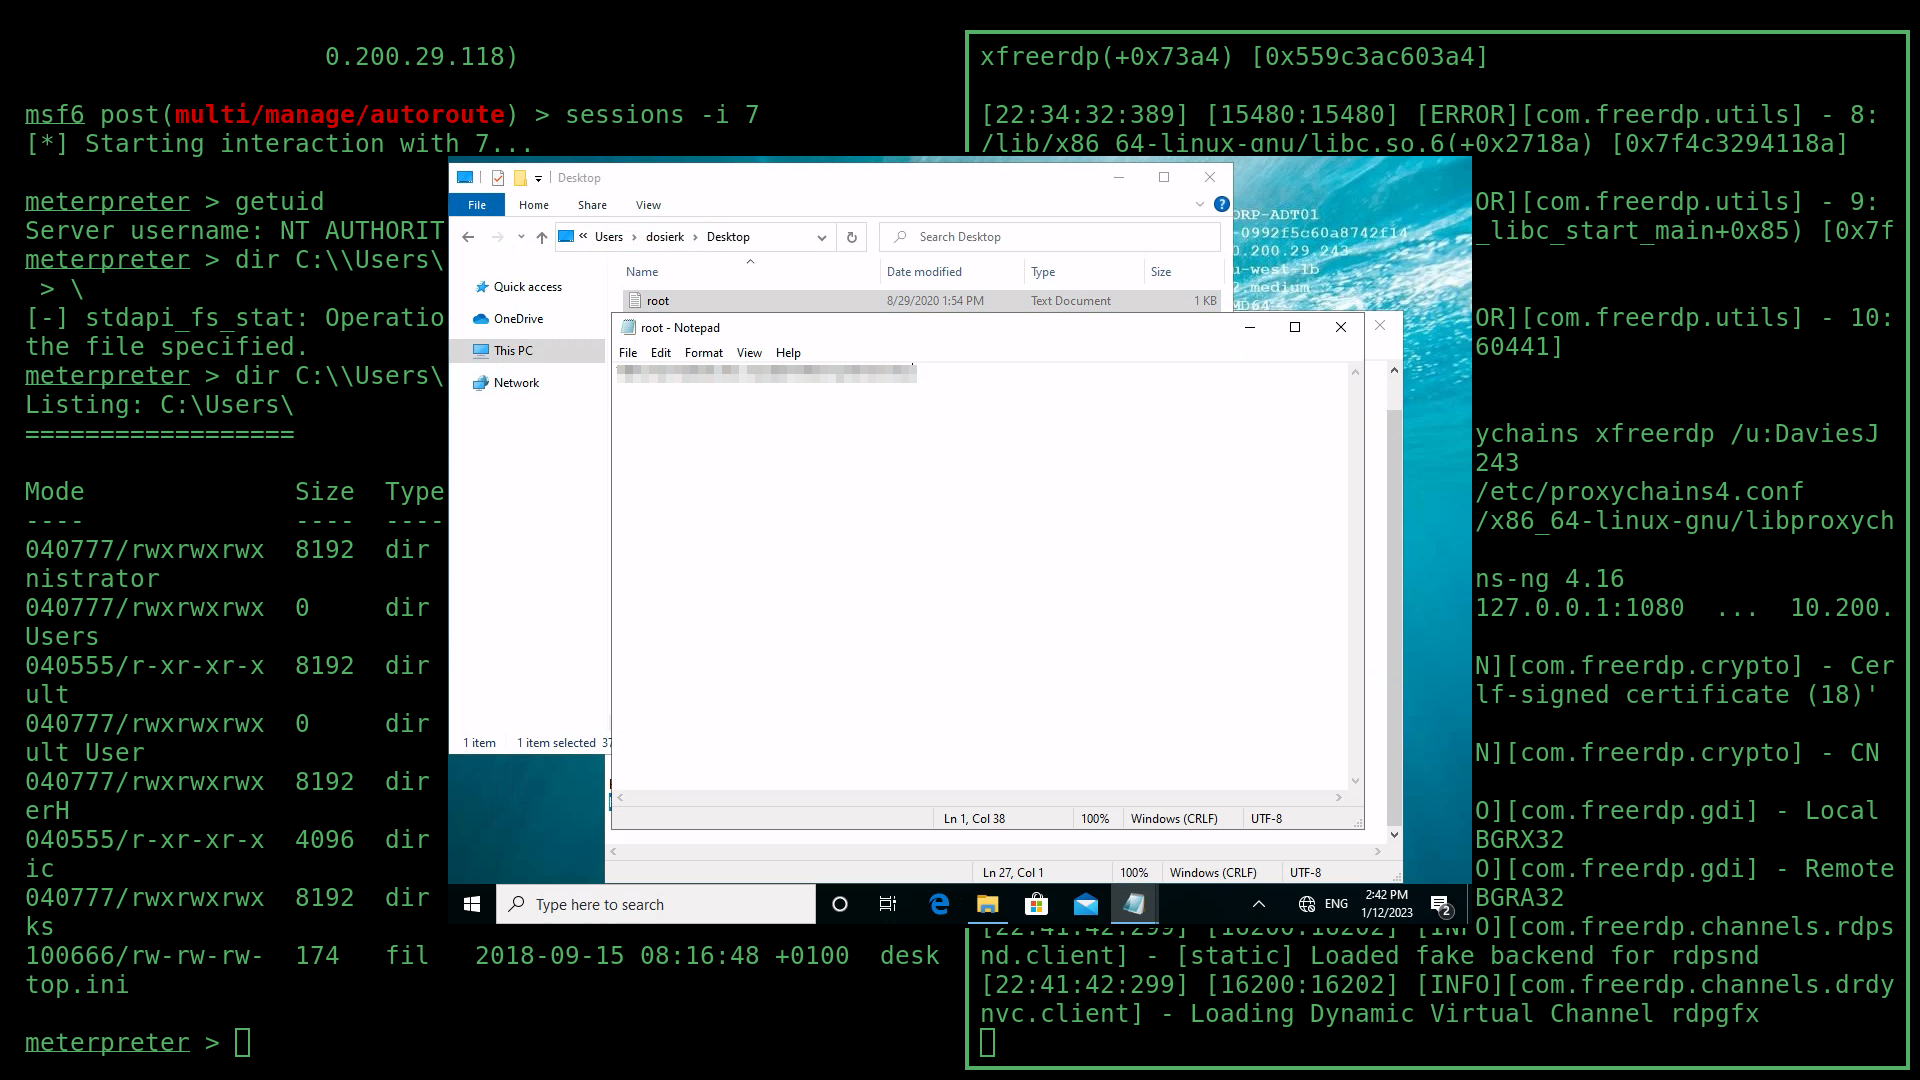 0.200.29.118)
msf6 post(multi/manage/autoroute) > sessions -i 7
[*] Starting interaction with 7...
meterpreter > getuid
Server username: NT AUTHORIT
meterpreter > dir C:\\Users\
> \
[-] stdapi_fs_stat: Operatio
the file specified.
meterpreter > dir C:\\Users\
Listing: C:\Users\
==================
Mode Size Type
---- ---- ----
040777/rwxrwxrwx 8192 dir
nistrator
040777/rwxrwxrwx 0 dir
Users
040555/r-xr-xr-x 8192 dir
ult
040777/rwxrwxrwx 0 dir
ult User
040777/rwxrwxrwx 8192 dir
erH
040555/r-xr-xr-x 4096 dir
ic
040777/rwxrwxrwx 8192 dir
ks
100666/rw-rw-rw- 174 fil 2018-09-15 08:16:48 +0100 desk
top.ini
meterpreter >
xfreerdp(+0x73a4) [0x559c3ac603a4]
[22:34:32:389] [15480:15480] [ERROR][com.freerdp.utils] - 8:
/lib/x86_64-linux-gnu/libc.so.6(+0x2718a) [0x7f4c3294118a]
OR][com.freerdp.utils] - 9:
_libc_start_main+0x85) [0x7f
OR][com.freerdp.utils] - 10:
60441]
ychains xfreerdp /u:DaviesJ
243
/etc/proxychains4.conf
/x86_64-linux-gnu/libproxych
ns-ng 4.16
127.0.0.1:1080 ... 10.200.
N][com.freerdp.crypto] - Cer
lf-signed certificate (18)'
N][com.freerdp.crypto] - CN
O][com.freerdp.gdi] - Local
BGRX32
O][com.freerdp.gdi] - Remote
BGRA32
[22:41:42:299] [16200:16202] [INFO][com.freerdp.channels.rdps
nd.client] - [static] Loaded fake backend for rdpsnd
[22:41:42:299] [16200:16202] [INFO][com.freerdp.channels.drdy
nvc.client] - Loading Dynamic Virtual Channel rdpgfx
Desktop
File Home Share View
« Users › dosierk › Desktop
Search Desktop
Name Date modified Type Size
Quick access
root 8/29/2020 1:54 PM Text Document 1 KB
OneDrive
This PC
Network
1 item 1 item selected 37
ORP-ADT01
-0992f5c60a8742f14
0.200.29.243
u-west-1b
2.medium
MD64
root - Notepad
File Edit Format View Help
Ln 1, Col 38 100% Windows (CRLF) UTF-8
Ln 27, Col 1 100% Windows (CRLF) UTF-8
Type here to search
ENG
2:42 PM
1/12/2023
2